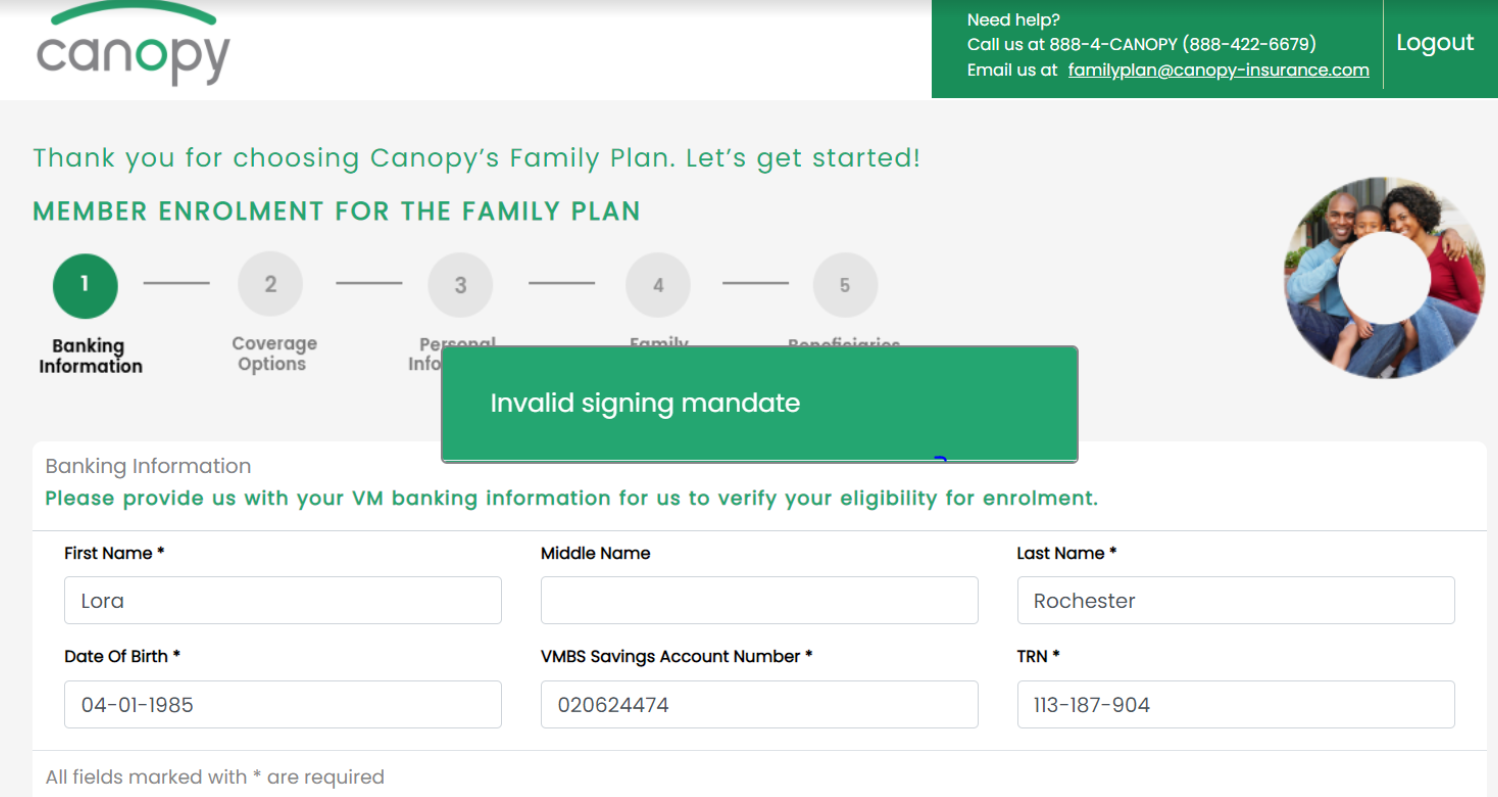 canopy
Need help?
Call us at 888-4-CANOPY (888-422-6679)
Email us at familyplan@canopy-insurance.com
Logout
Thank you for choosing Canopy's Family Plan. Let's get started!
MEMBER ENROLMENT FOR THE FAMILY PLAN
1
2
3
4
5
Banking
Information
Coverage
Options
Personal
Info
Family
Beneficiaries
Invalid signing mandate
Banking Information
Please provide us with your VM banking information for us to verify your eligibility for enrolment.
First Name *
Middle Name
Last Name *
Lora
Rochester
Date Of Birth *
VMBS Savings Account Number *
TRN *
04-01-1985
020624474
113-187-904
All fields marked with * are required